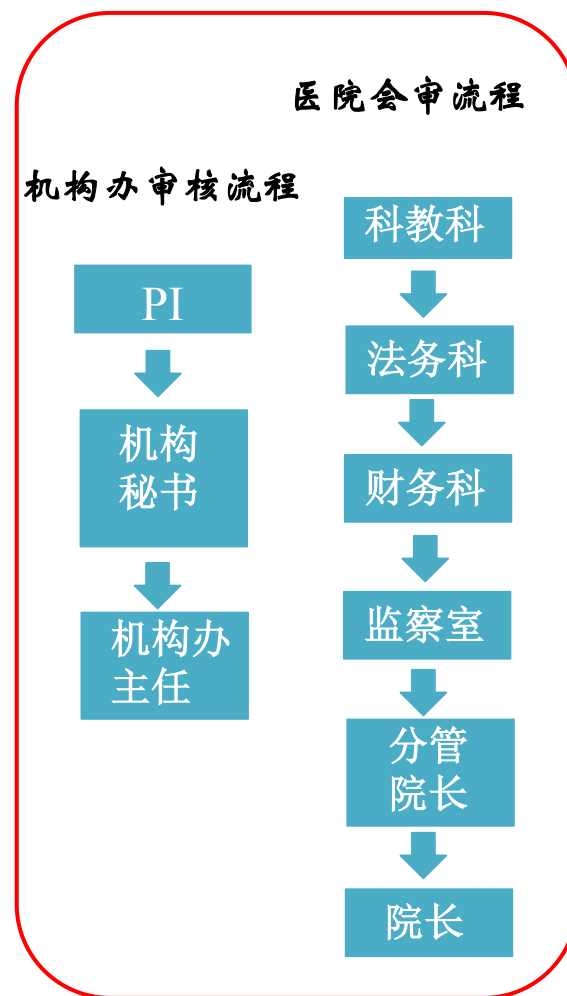 医院会审流程
机构办审核流程
PI
机构
秘书
机构办
主任
科教科
法务科
财务科
监察室
分管
院长
院长